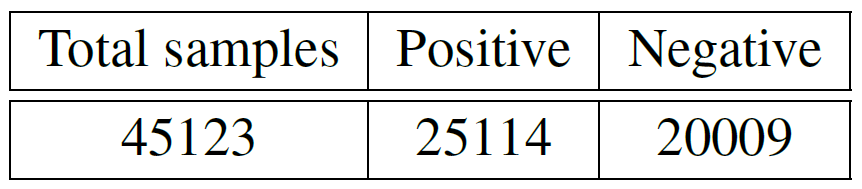 Total samples Positive Negative
45123 25114 20009